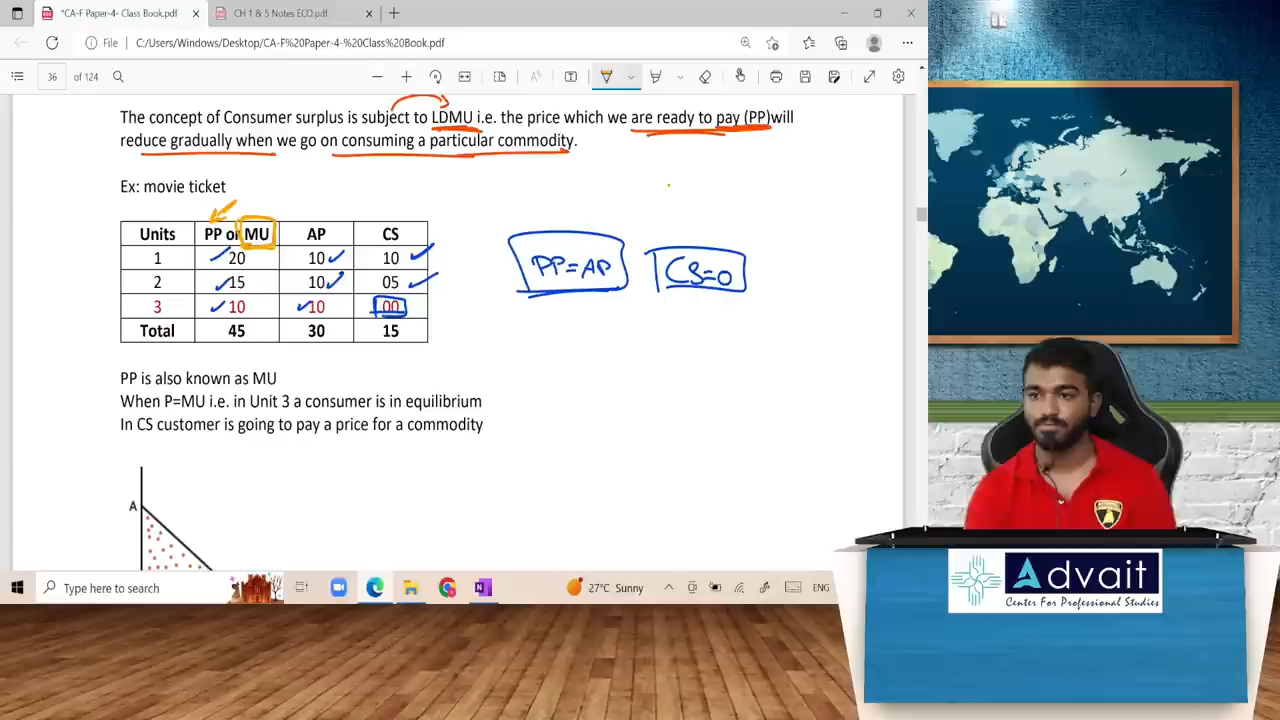 *CA-F Paper-4- Class Book.pdf
CH 1 & 5 Notes ECO.pdf
File
C:/Users/Windows/Desktop/CA-F%20Paper-4-%20Class%20Book.pdf
36 of 124
The concept of Consumer surplus is subject to LDMU i.e. the price which we are ready to pay (PP)will
reduce gradually when we go on consuming a particular commodity.
Ex: movie ticket
Units PP or MU AP CS
1 20 10 10
2 15 10 05
3 10 10 00
Total 45 30 15
PP=AP CS=0
PP is also known as MU
When P=MU i.e. in Unit 3 a consumer is in equilibrium
In CS customer is going to pay a price for a commodity
A
Type here to search
27°C Sunny
ENG
Advait
Center For Professional Studies